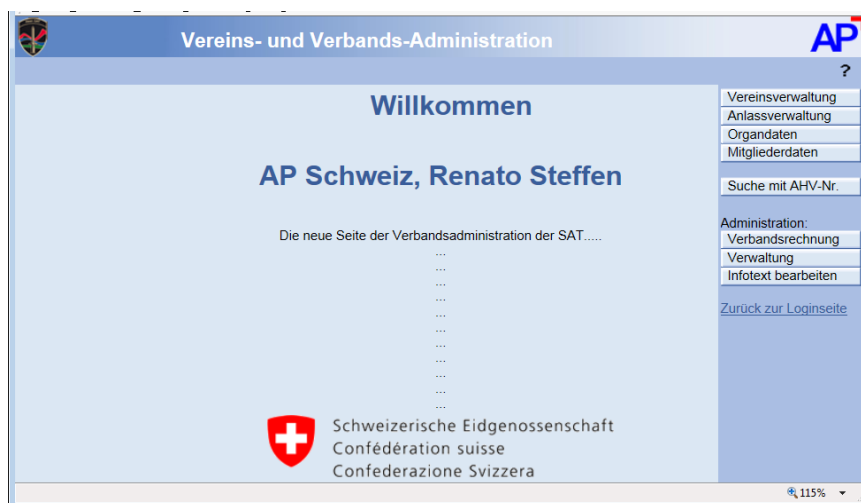 Vereins- und Verbands-Administration
AP
?
Willkommen
AP Schweiz, Renato Steffen
Die neue Seite der Verbandsadministration der SAT.....
...
...
...
...
...
...
...
...
...
...
...
Schweizerische Eidgenossenschaft
Confédération suisse
Confederazione Svizzera
Vereinsverwaltung
Anlassverwaltung
Organdaten
Mitgliederdaten
Suche mit AHV-Nr.
Administration:
Verbandsrechnung
Verwaltung
Infotext bearbeiten
Zurück zur Loginseite
115%